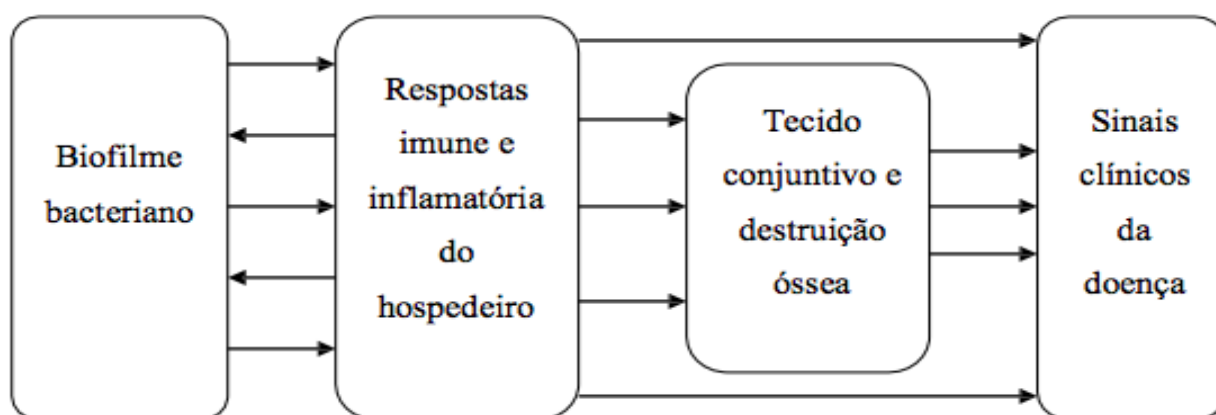 Biofilme
bacteriano
Respostas
imune e
inflamatória
do
hospedeiro
Tecido
conjuntivo e
destruição
óssea
Sinais
clínicos
da
doença